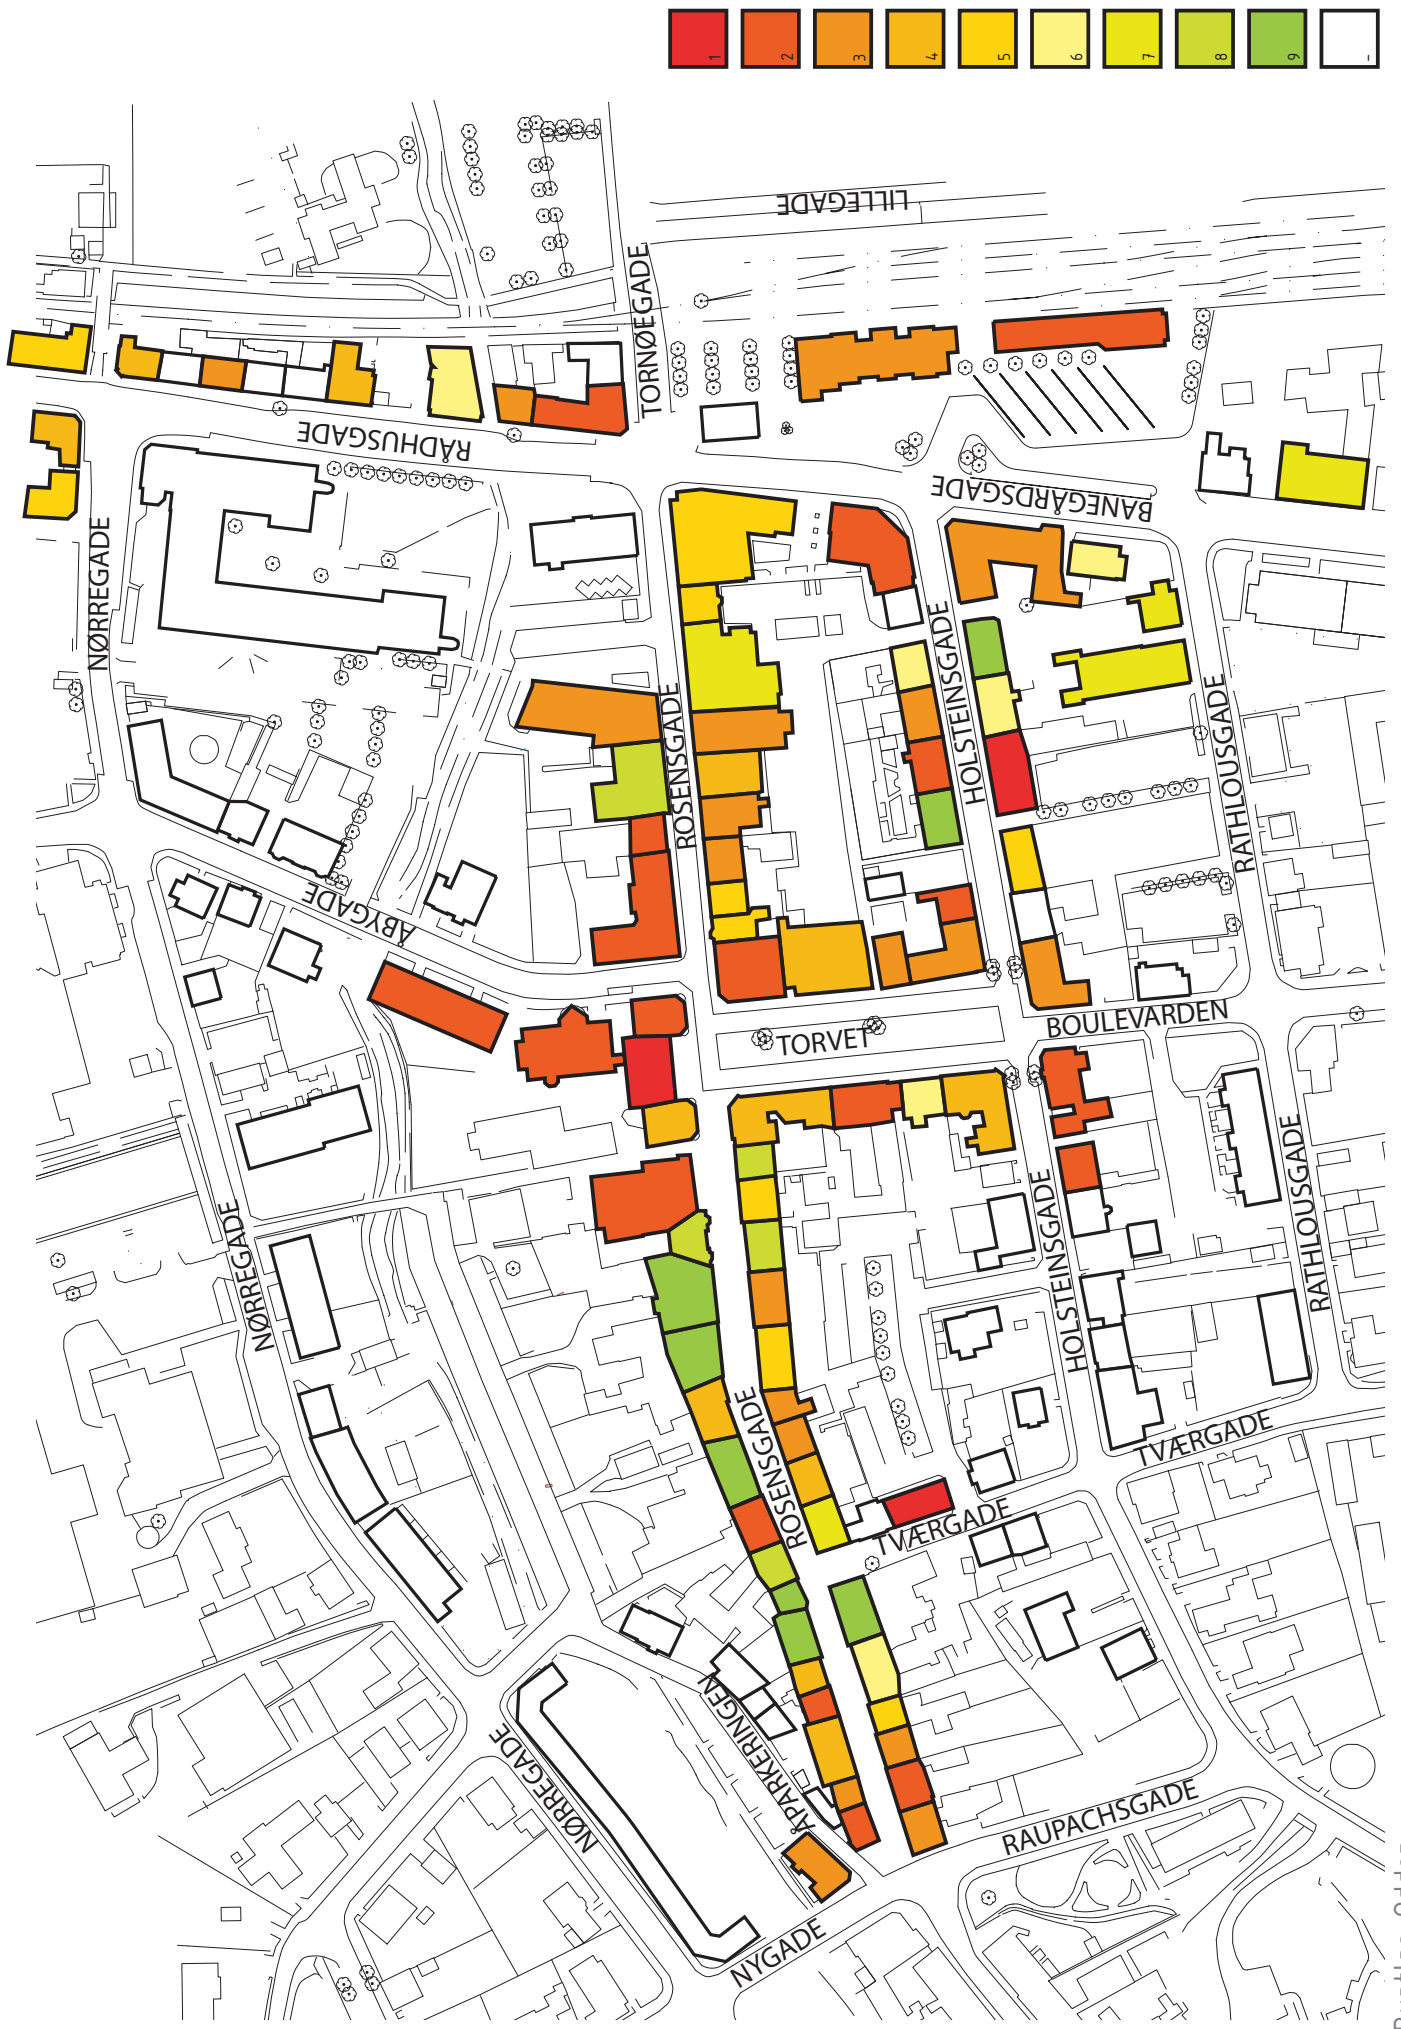 1
2
3
4
5
6
7
8
9
-
LILLEGADE
TORNØEGADE
RÅDHUSGADE
BANEGÅRDSGADE
NØRREGADE
HOLSTEINSGADE
ROSENSGADE
RATHLOUSGADE
ÅBYGADE
BOULEVARDEN
TORVET
NØRREGADE
HOLSTEINSGADE
RATHLOUSGADE
ROSENSGADE
TVÆRGADE
TVÆRGADE
ÅPARKERINGEN
NØRREGADE
RAUPACHSGADE
NYGADE